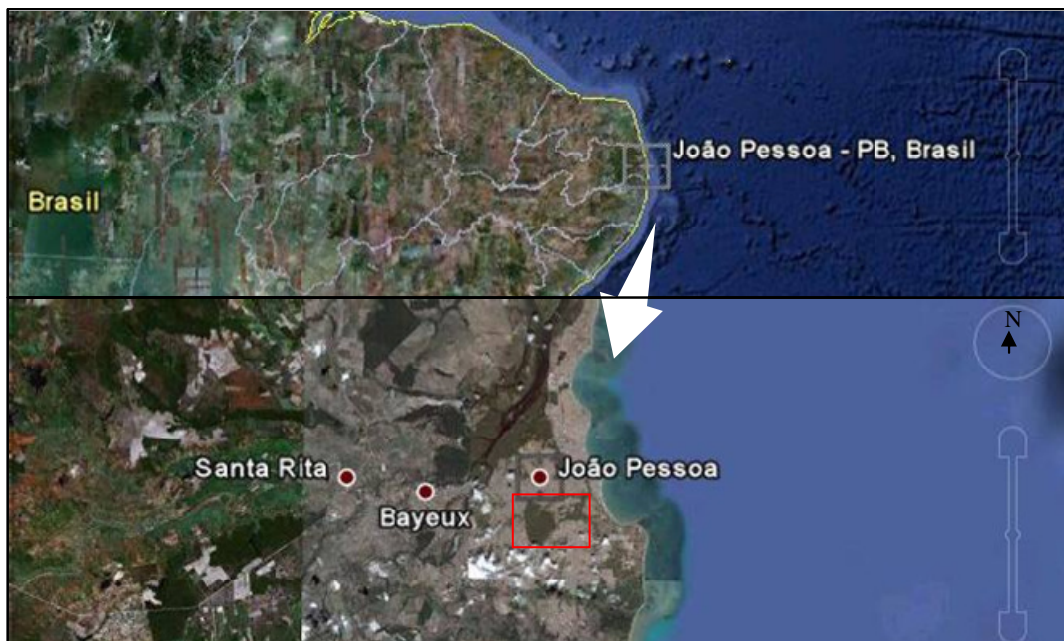 João Pessoa - PB, Brasil
Brasil
N
Santa Rita
João Pessoa
Bayeux